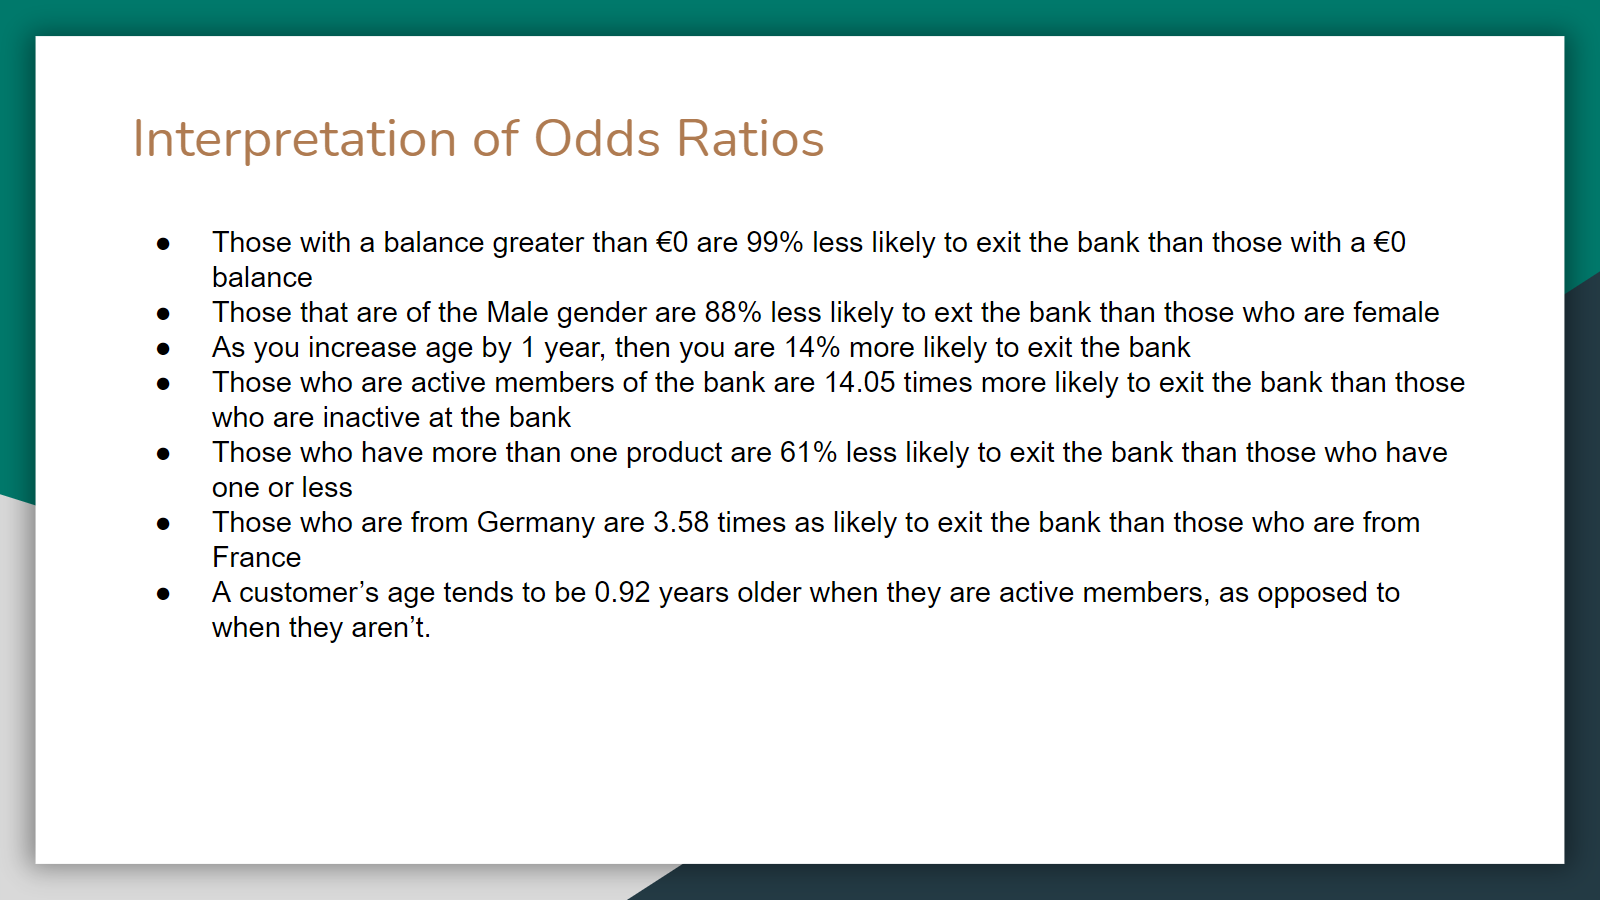 Interpretation of Odds Ratios
● Those with a balance greater than €0 are 99% less likely to exit the bank than those with a €0
balance
● Those that are of the Male gender are 88% less likely to ext the bank than those who are female
● As you increase age by 1 year, then you are 14% more likely to exit the bank
● Those who are active members of the bank are 14.05 times more likely to exit the bank than those
who are inactive at the bank
● Those who have more than one product are 61% less likely to exit the bank than those who have
one or less
● Those who are from Germany are 3.58 times as likely to exit the bank than those who are from
France
● A customer’s age tends to be 0.92 years older when they are active members, as opposed to
when they aren’t.